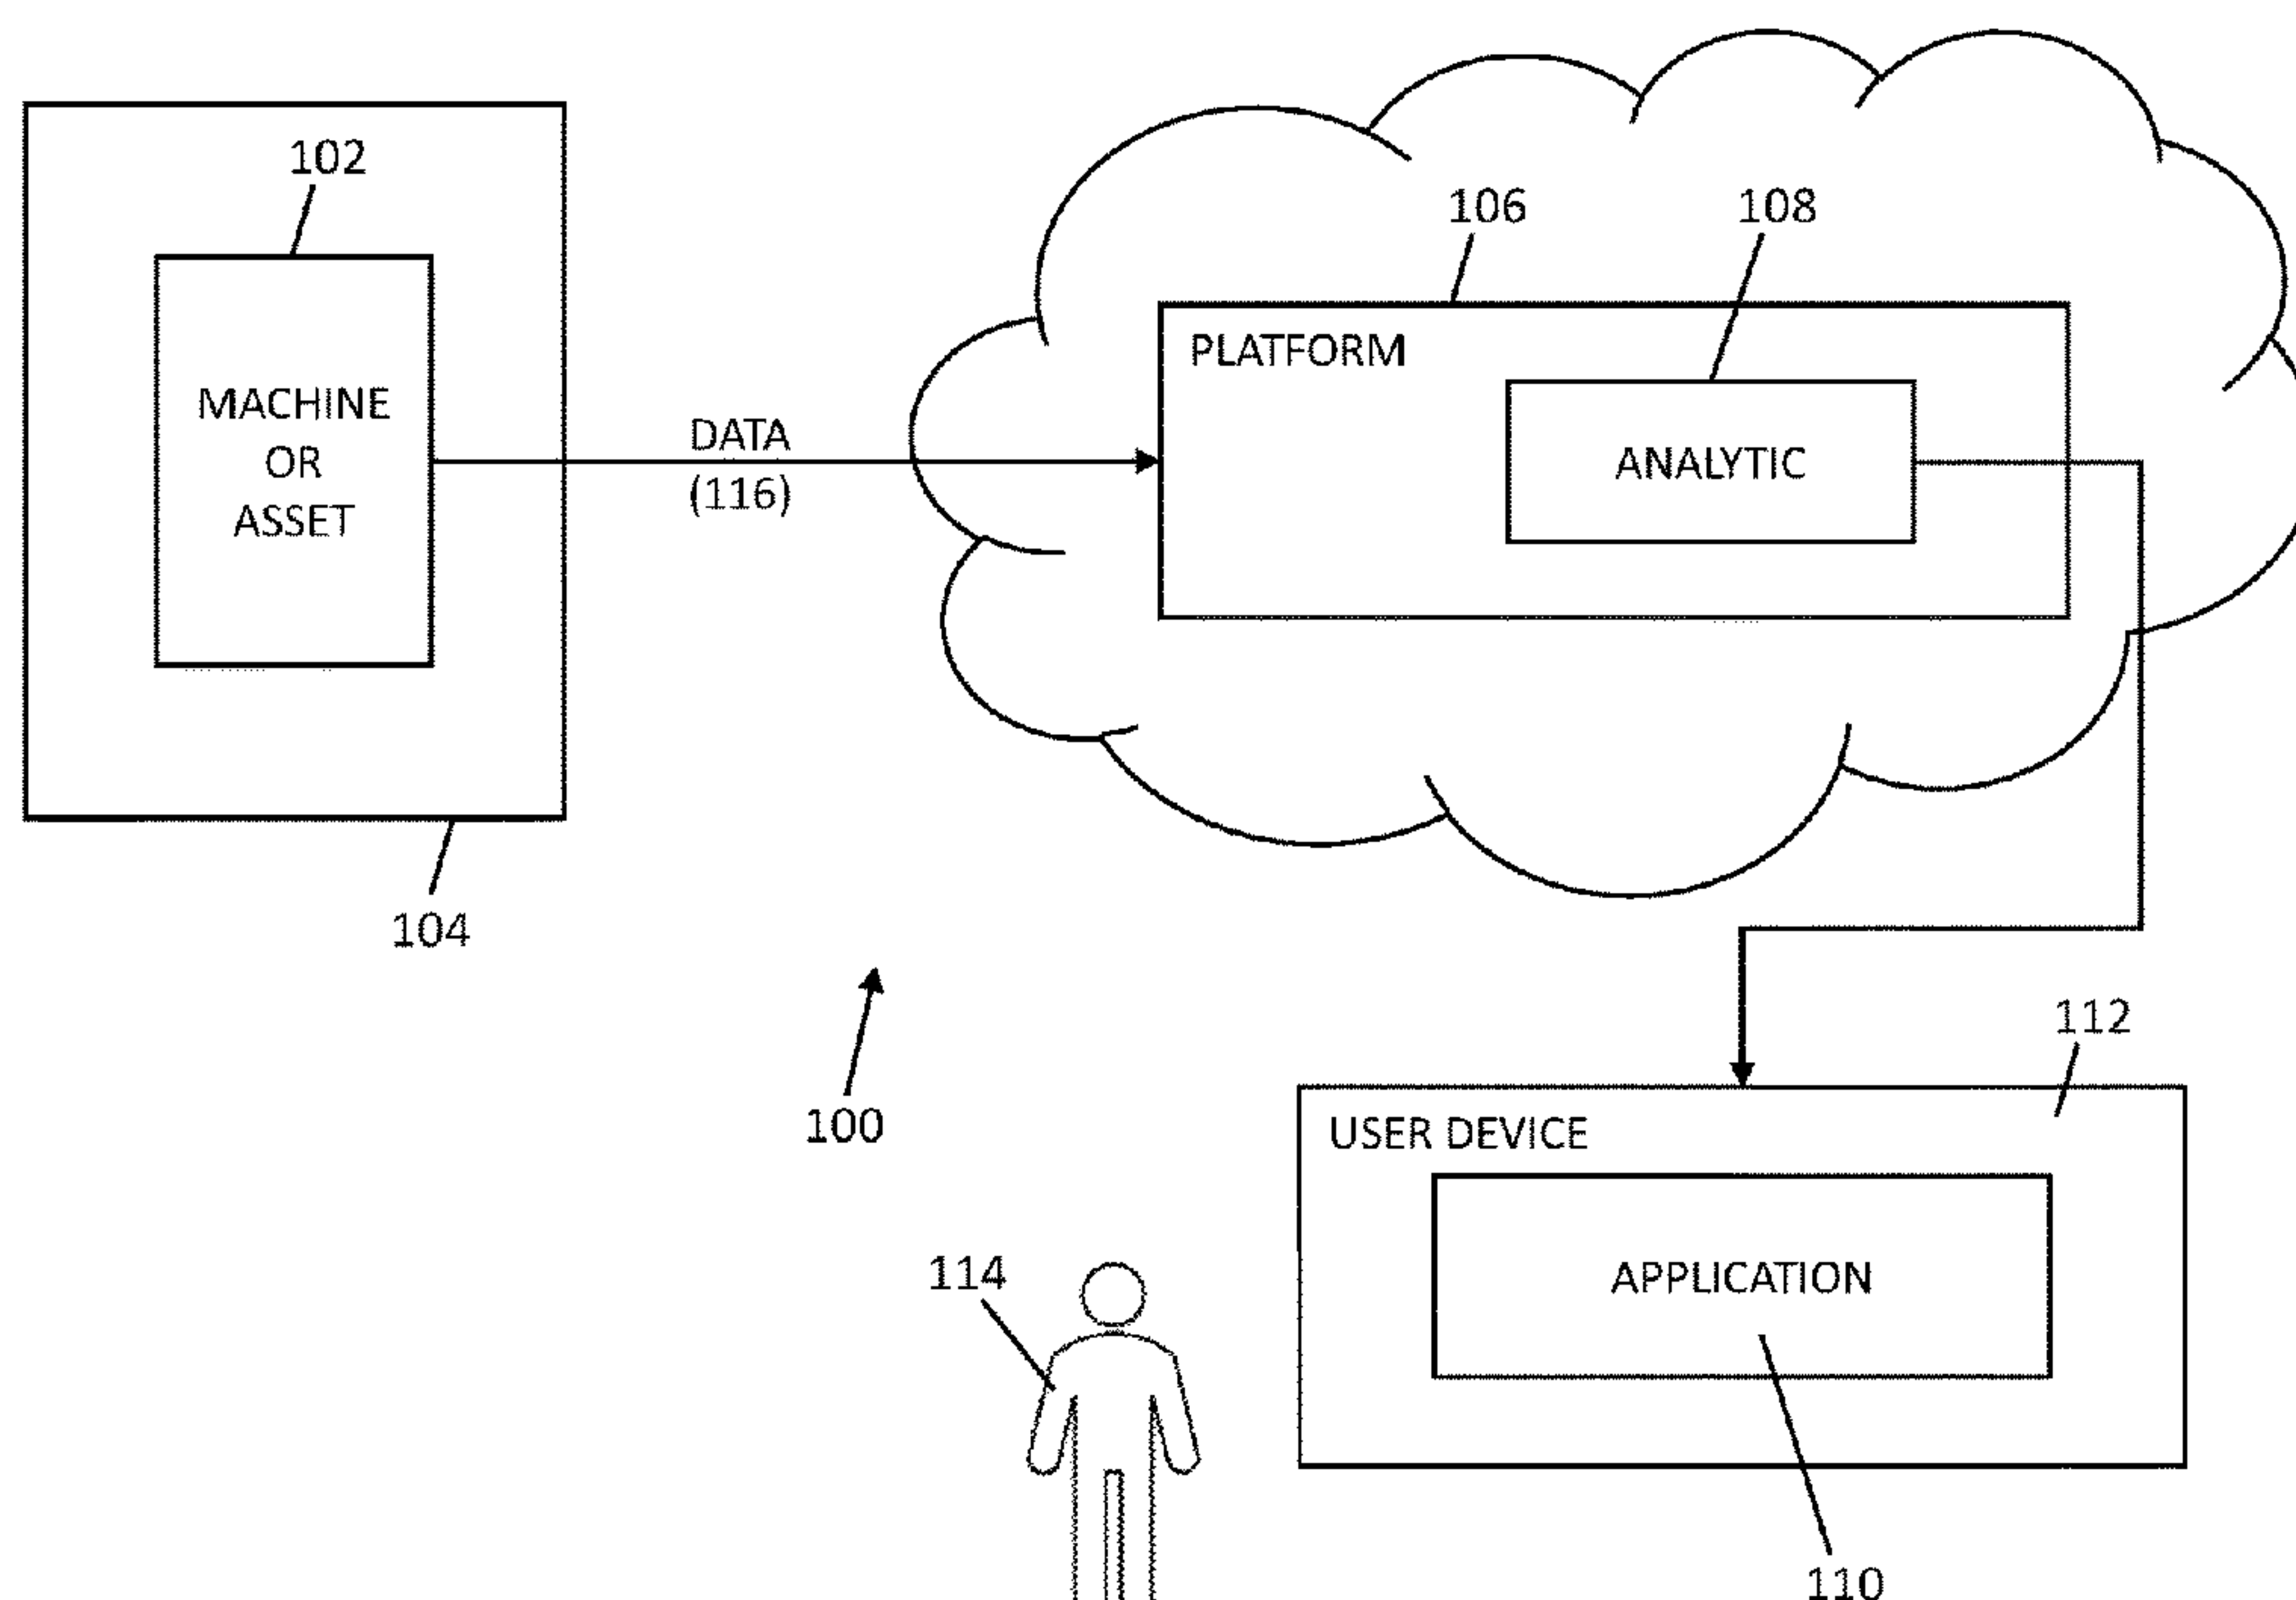 102
MACHINE
OR
ASSET
104
DATA
(116)
106
108
PLATFORM
ANALYTIC
100
112
USER DEVICE
APPLICATION
114
110